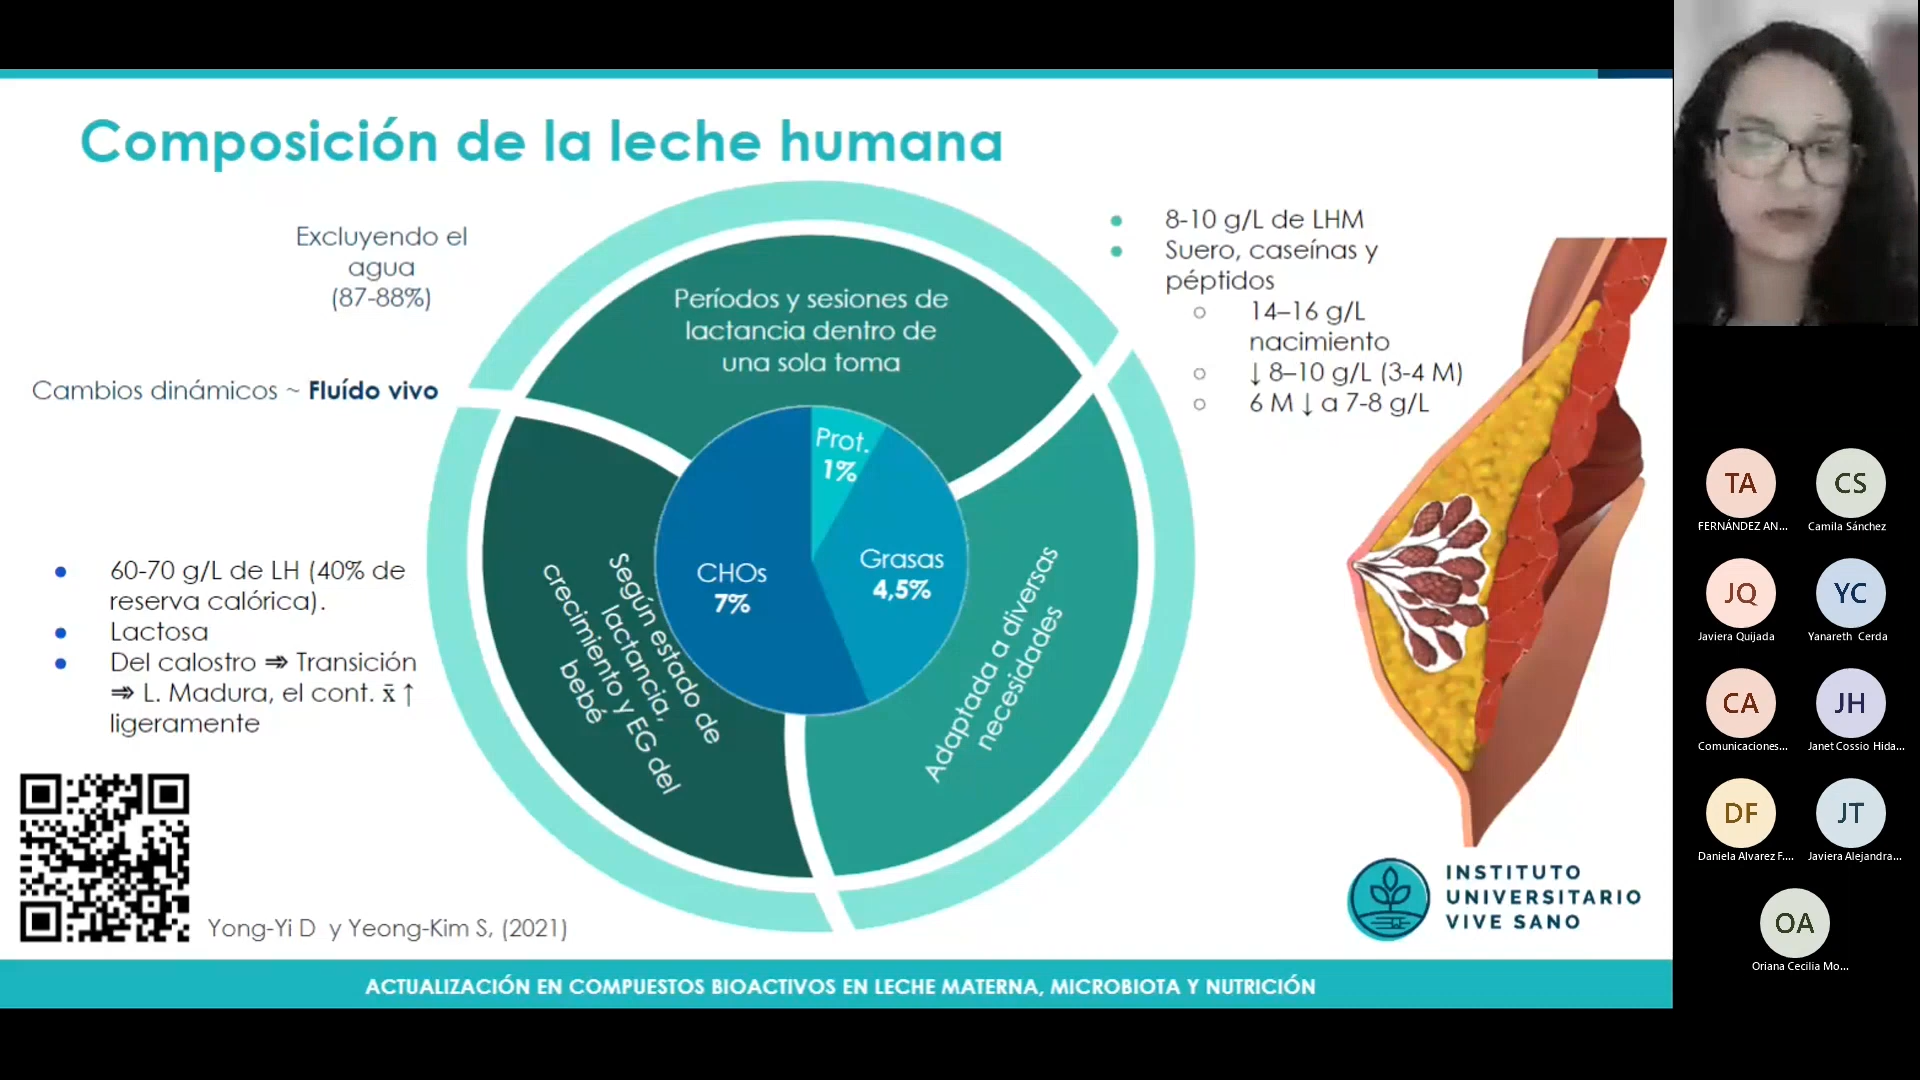 Composición de la leche humana
Excluyendo el
agua
(87-88%)
Cambios dinámicos ~ Fluído vivo
60-70 g/L de LH (40% de
reserva calórica).
Lactosa
Del calostro ⇒ Transición
⇒ L. Madura, el cont. x̄ ↑
ligeramente
Períodos y sesiones de
lactancia dentro de
una sola toma
Prot.
1%
Grasas
4,5%
CHOs
7%
Según estado de
lactancia,
crecimiento y EG del
bebé
Adaptada a diversas
necesidades
8-10 g/L de LHM
Suero, caseínas y
péptidos
14–16 g/L
nacimiento
↓ 8–10 g/L (3-4 M)
6 M ↓ a 7-8 g/L
Yong-Yi D y Yeong-Kim S, (2021)
INSTITUTO
UNIVERSITARIO
VIVE SANO
ACTUALIZACIÓN EN COMPUESTOS BIOACTIVOS EN LECHE MATERNA, MICROBIOTA Y NUTRICIÓN
TA
FERNÁNDEZ AN...
CS
Camila Sánchez
JQ
Javiera Quijada
YC
Yanareth Cerda
CA
Comunicaciones...
JH
Janet Cossio Hida...
DF
Daniela Alvarez F....
JT
Javiera Alejandra...
OA
Oriana Cecilia Mo...